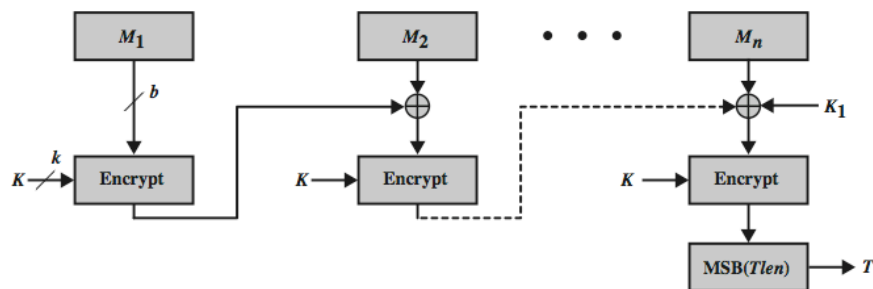 M1 M2 • • • Mn
b
K1
k
K Encrypt K Encrypt K Encrypt
MSB(Tlen) T